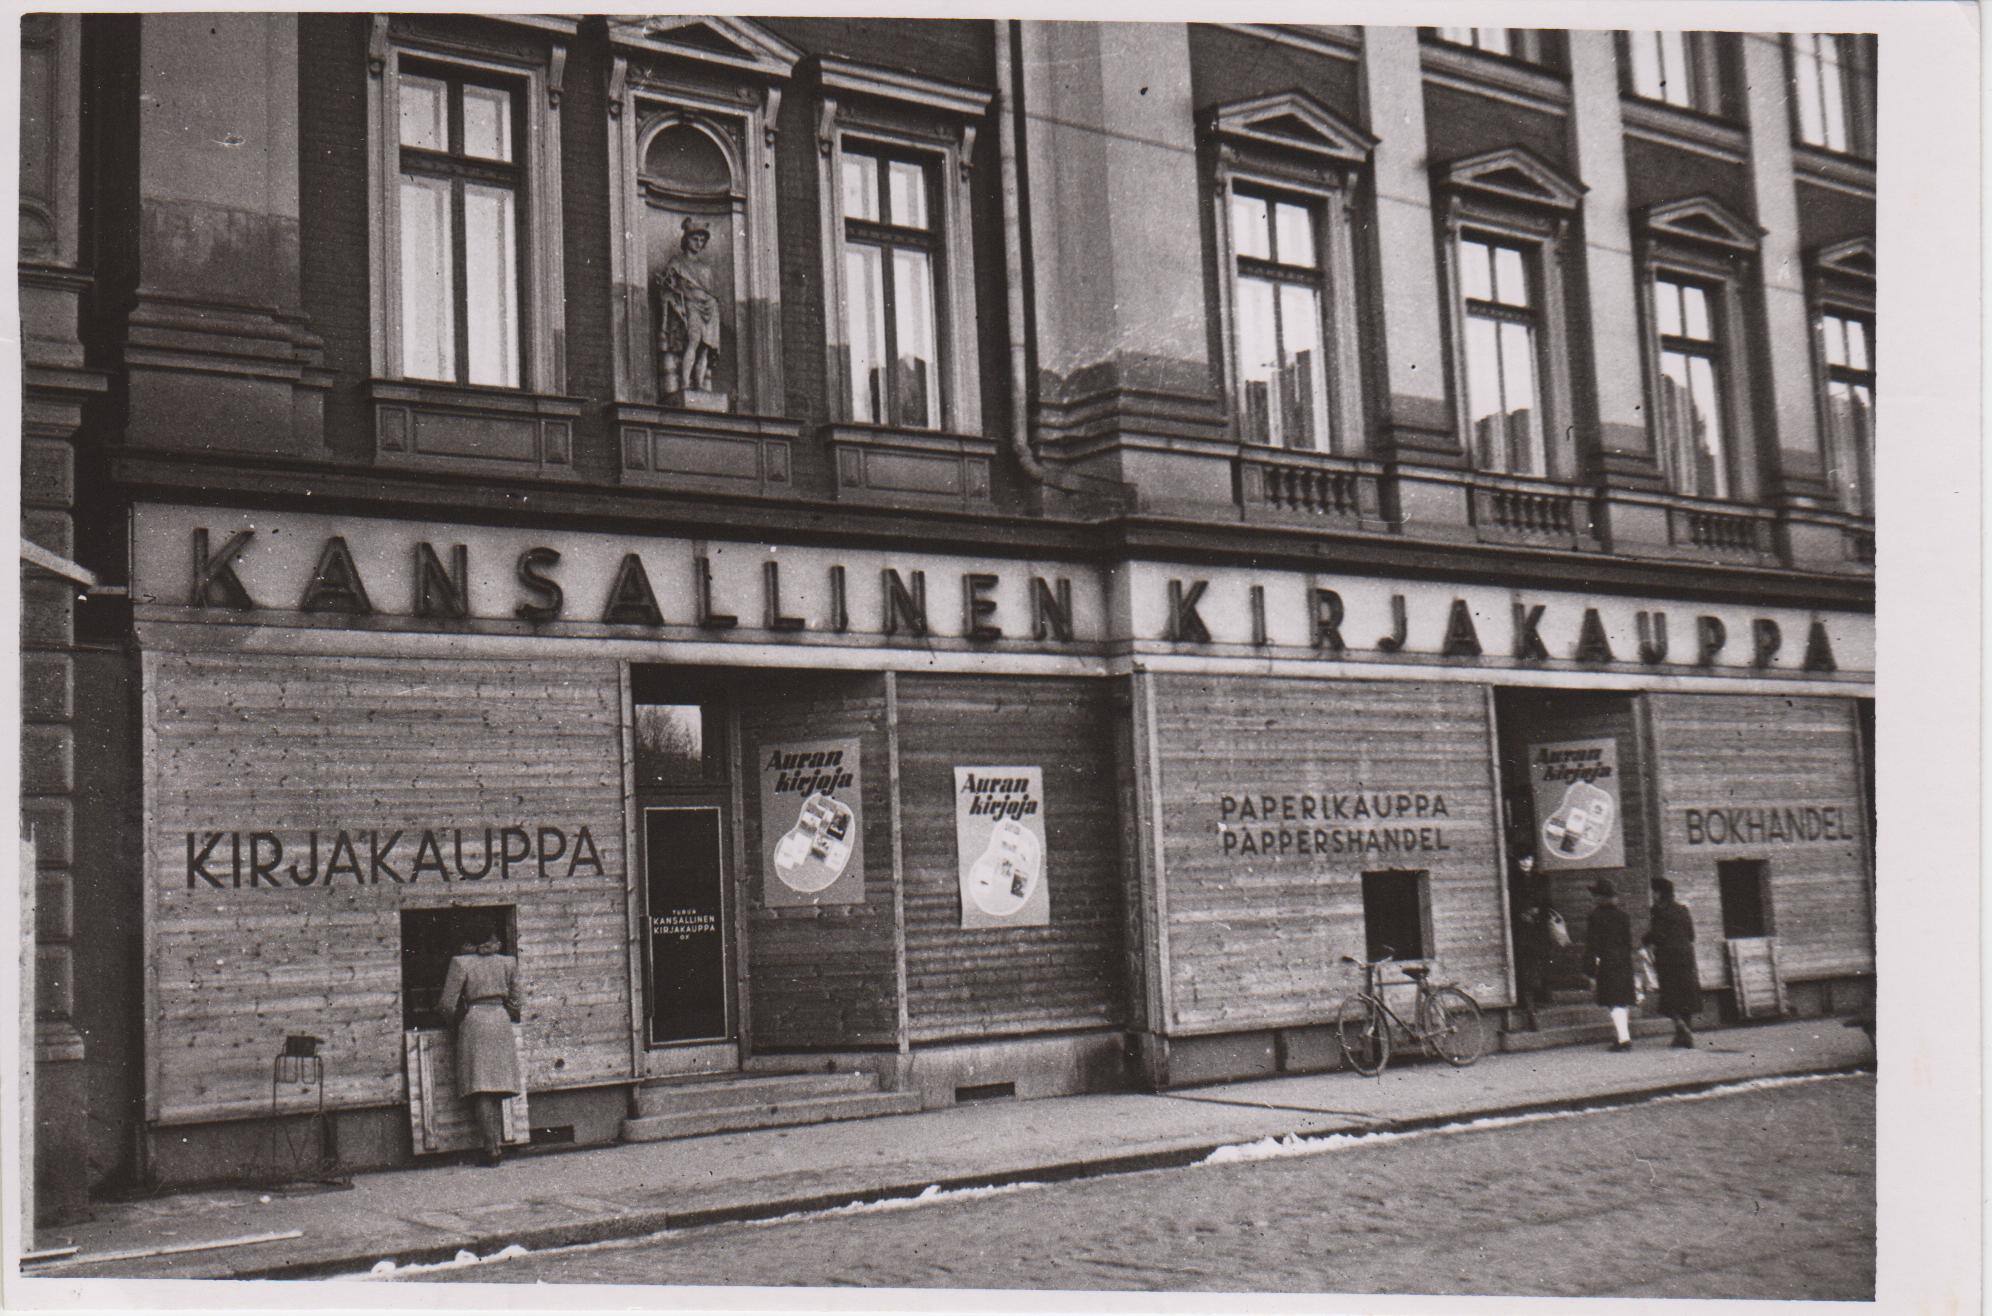 KANSALLINEN KIRJAKAUPPA
KIRJAKAUPPA
TURUN
KANSALLINEN
KIRJAKAUPPA
OY
Auran
kirjoja
Auran
kirjoja
PAPERIKAUPPA
PAPPERSHANDEL
Auran
kirjoja
BOKHANDEL